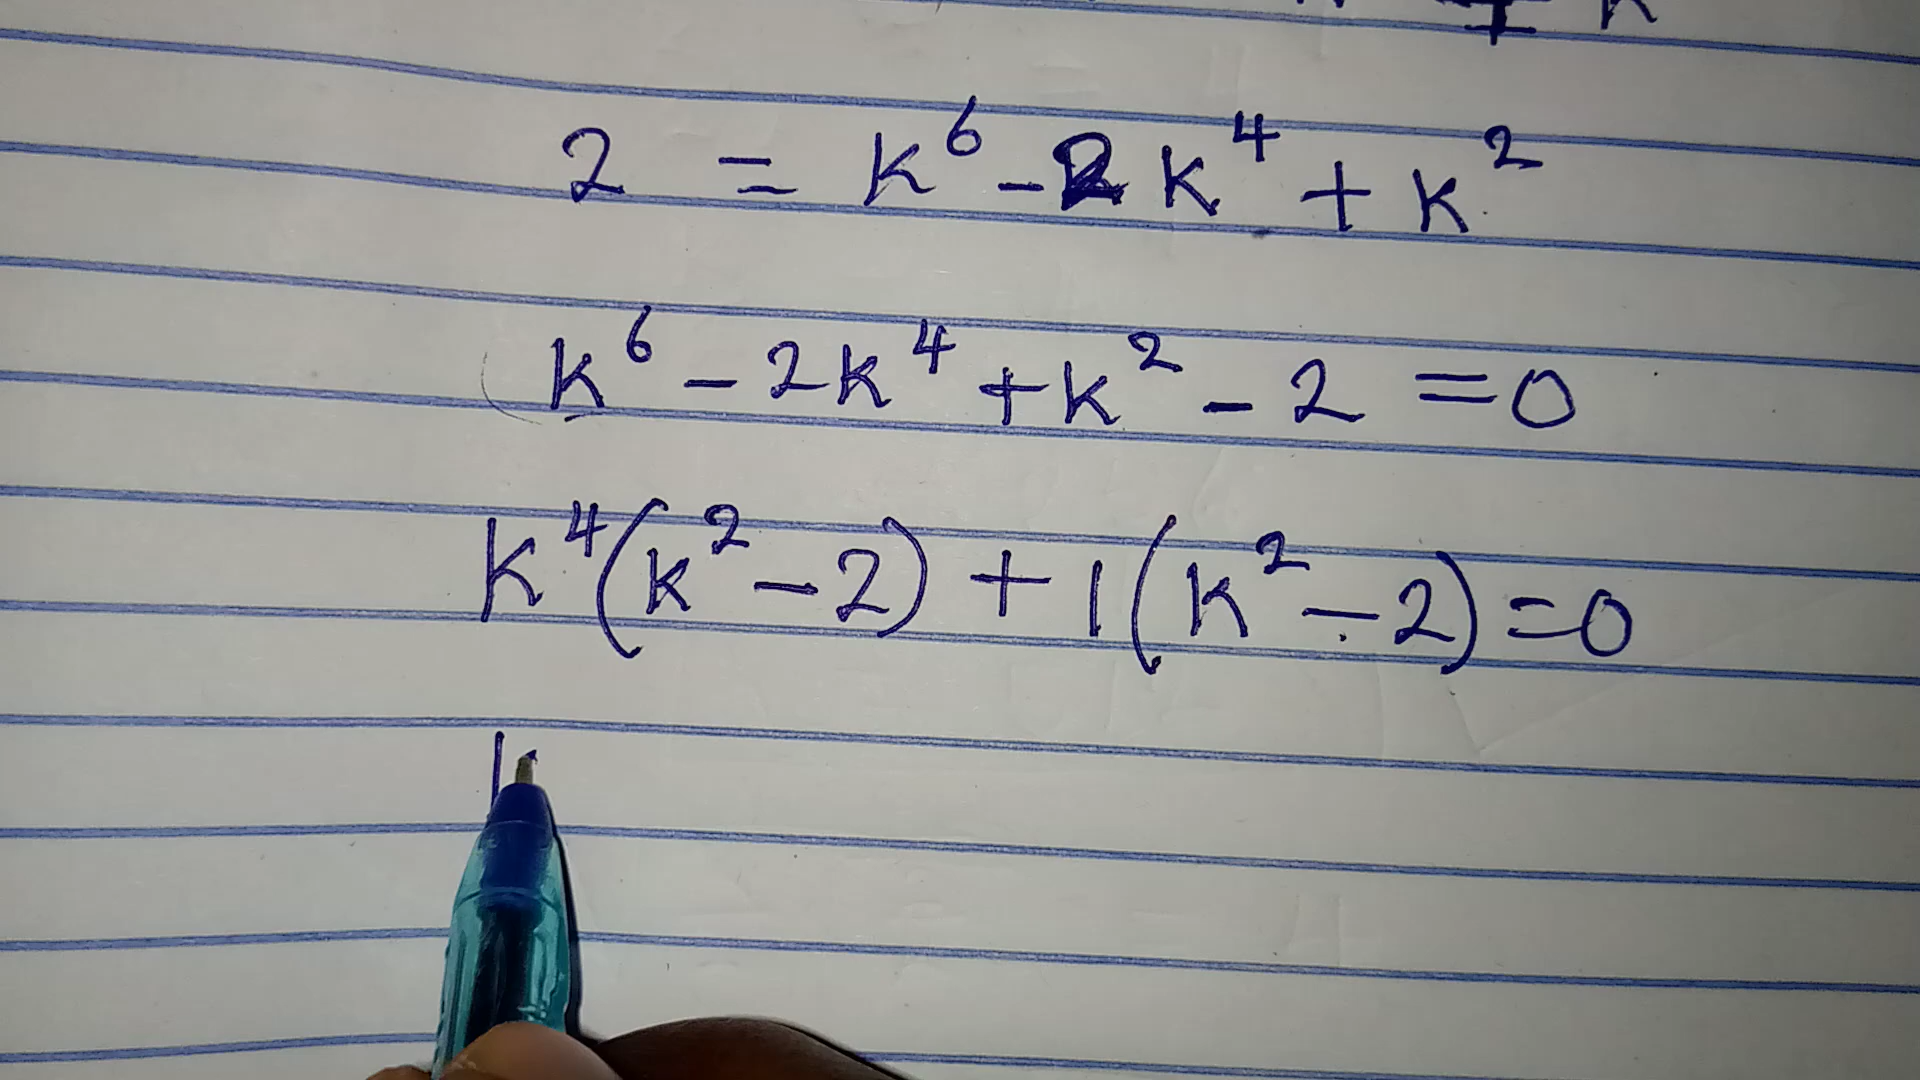 2 = k⁶ - 2k⁴ + k²
k⁶ - 2k⁴ + k² - 2 = 0
k⁴(k² - 2) + 1(k² - 2) = 0